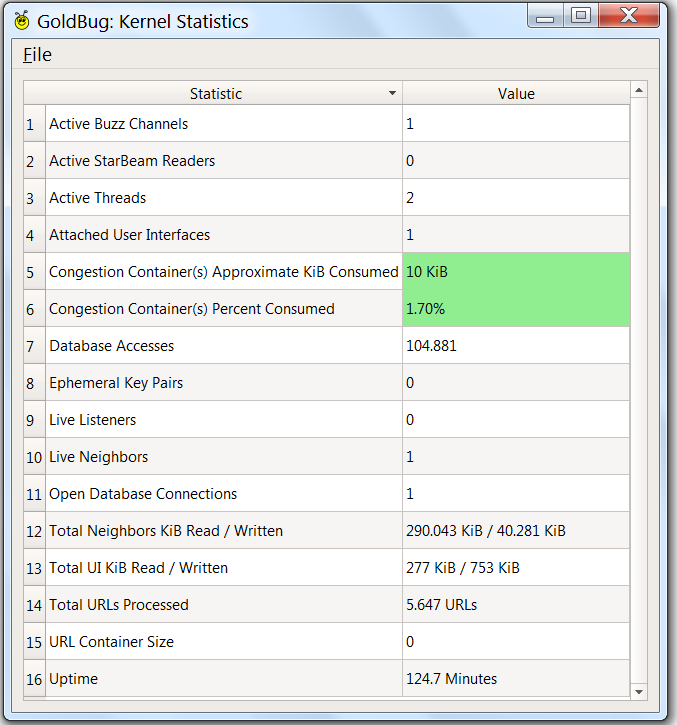 GoldBug: Kernel Statistics
File
Statistic Value
1 Active Buzz Channels 1
2 Active StarBeam Readers 0
3 Active Threads 2
4 Attached User Interfaces 1
5 Congestion Container(s) Approximate KiB Consumed 10 KiB
6 Congestion Container(s) Percent Consumed 1.70%
7 Database Accesses 104.881
8 Ephemeral Key Pairs 0
9 Live Listeners 0
10 Live Neighbors 1
11 Open Database Connections 1
12 Total Neighbors KiB Read / Written 290.043 KiB / 40.281 KiB
13 Total UI KiB Read / Written 277 KiB / 753 KiB
14 Total URLs Processed 5.647 URLs
15 URL Container Size 0
16 Uptime 124.7 Minutes